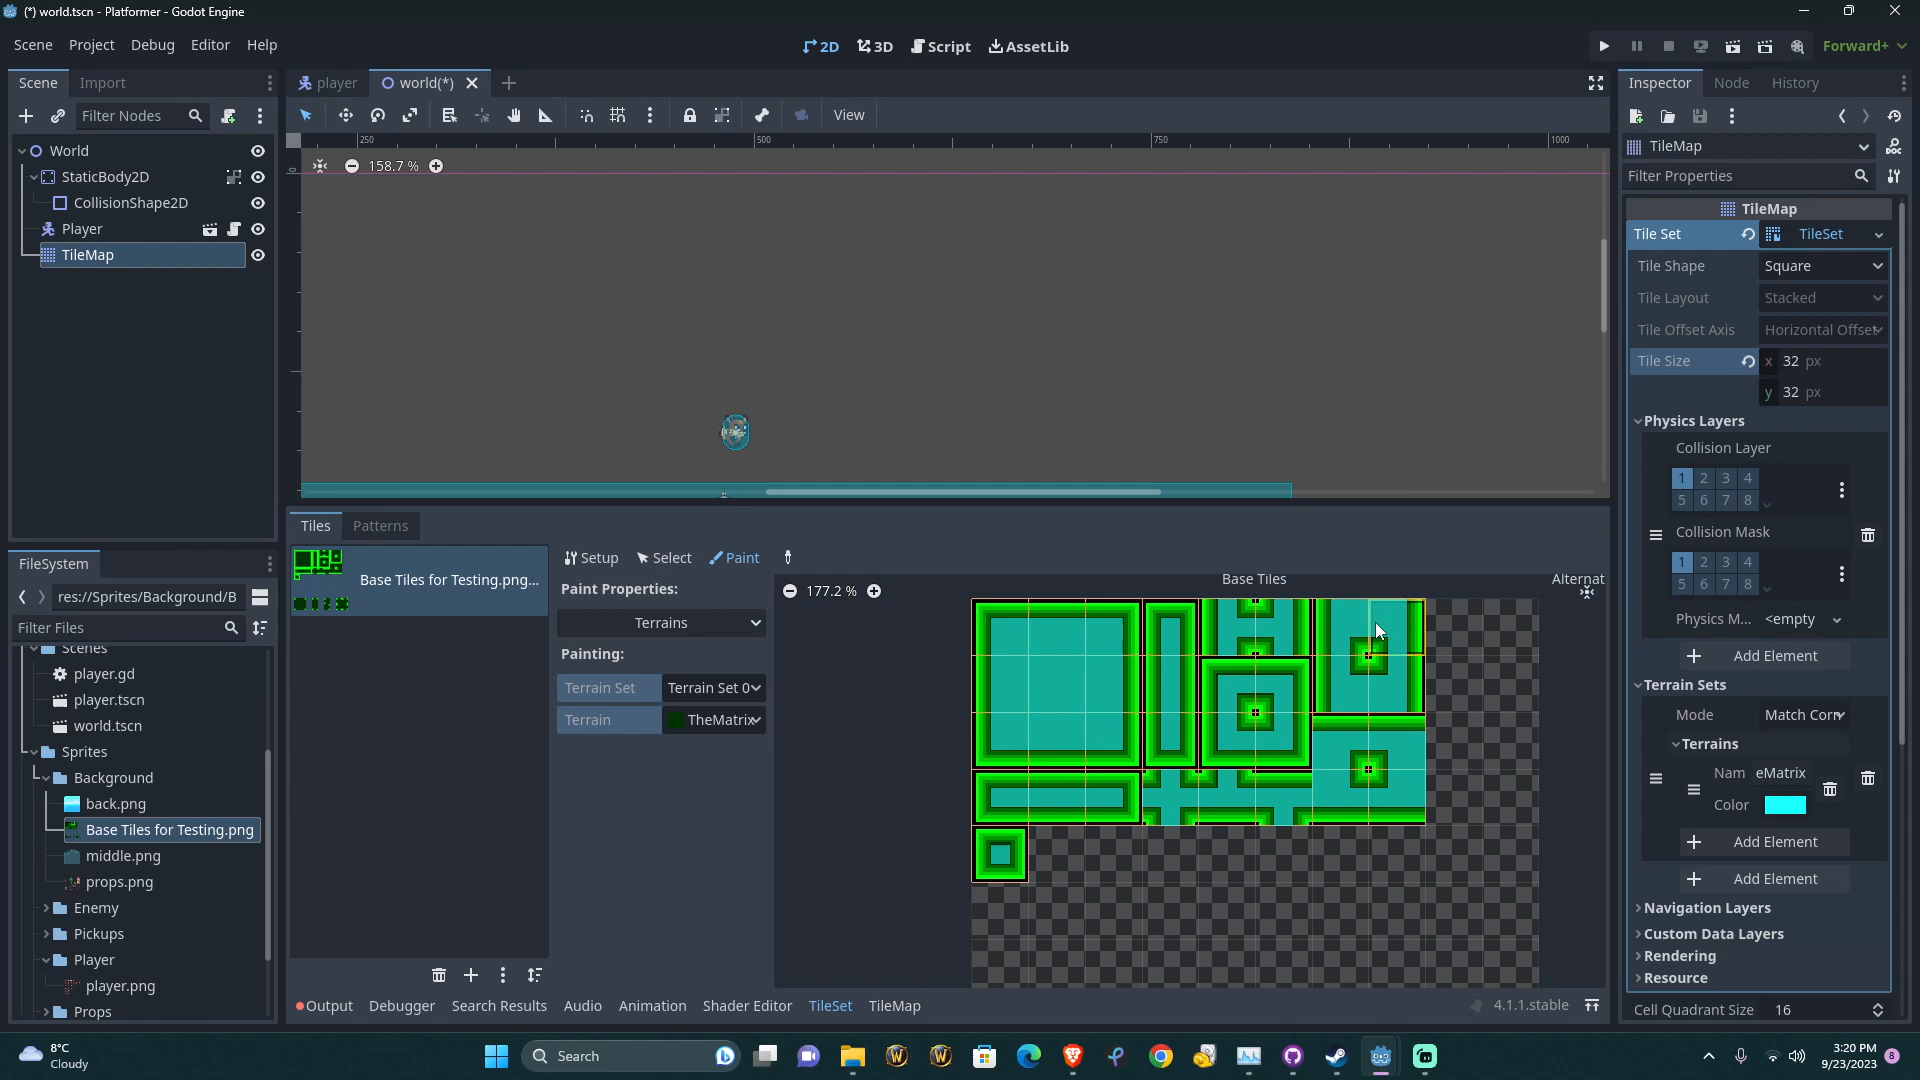 (*) world.tscn - Platformer - Godot Engine
Scene Project Debug Editor Help
2D 3D Script AssetLib
Forward+
Scene Import
player world(*)
Inspector Node History
Filter Nodes
View
World
StaticBody2D
CollisionShape2D
Player
TileMap
250 500 750 1000
158.7 %
TileMap
Filter Properties
TileMap
Tile Set TileSet
Tile Shape Square
Tile Layout Stacked
Tile Offset Axis Horizontal Offset
Tile Size x 32 px
y 32 px
Physics Layers
Collision Layer
1 2 3 4
5 6 7 8
Collision Mask
1 2 3 4
5 6 7 8
Physics M... <empty
Add Element
Terrain Sets
Mode Match Corn
Terrains
Nam eMatrix
Color
Add Element
Add Element
Navigation Layers
Custom Data Layers
Rendering
Resource
Cell Quadrant Size 16
Tiles Patterns
Base Tiles for Testing.png...
Setup Select Paint
Paint Properties:
Terrains
Painting:
Terrain Set Terrain Set 0
Terrain TheMatrix
177.2 %
Base Tiles
Alternat
FileSystem
res://Sprites/Background/B
Filter Files
Scenes
player.gd
player.tscn
world.tscn
Sprites
Background
back.png
Base Tiles for Testing.png
middle.png
props.png
Enemy
Pickups
Player
player.png
Props
Output Debugger Search Results Audio Animation Shader Editor TileSet TileMap
4.1.1.stable
8°C
Cloudy
Search
3:20 PM
9/23/2023
8